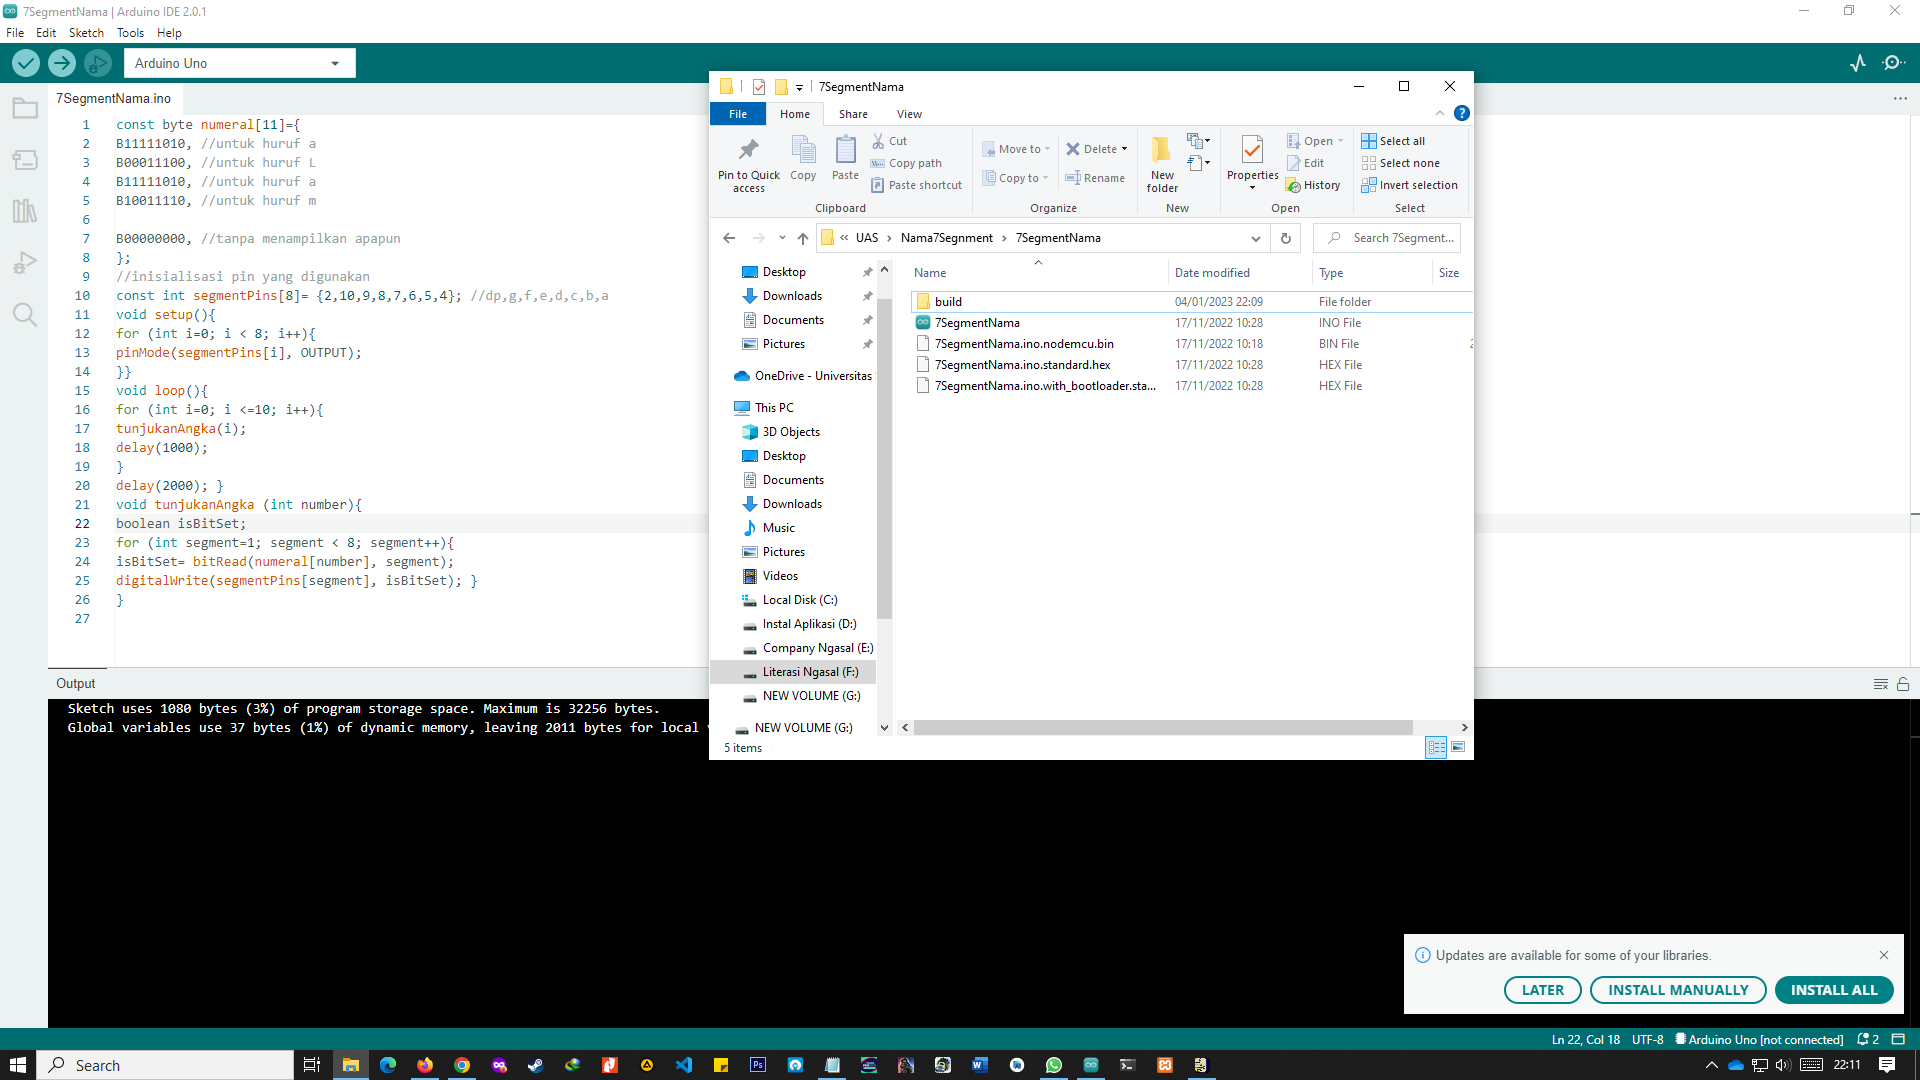 7SegmentNama | Arduino IDE 2.0.1
File Edit Sketch Tools Help
Arduino Uno
7SegmentNama.ino
1 const byte numeral[11]={
2 B11111010, //untuk huruf a
3 B00011100, //untuk huruf L
4 B11111010, //untuk huruf a
5 B10011110, //untuk huruf m
6
7 B00000000, //tanpa menampilkan apapun
8 };
9 //inisialisasi pin yang digunakan
10 const int segmentPins[8]= {2,10,9,8,7,6,5,4}; //dp,g,f,e,d,c,b,a
11 void setup(){
12 for (int i=0; i < 8; i++){
13 pinMode(segmentPins[i], OUTPUT);
14 }}
15 void loop(){
16 for (int i=0; i <=10; i++){
17 tunjukanAngka(i);
18 delay(1000);
19 }
20 delay(2000); }
21 void tunjukanAngka (int number){
22 boolean isBitSet;
23 for (int segment=1; segment < 8; segment++){
24 isBitSet= bitRead(numeral[number], segment);
25 digitalWrite(segmentPins[segment], isBitSet); }
26 }
27
Output
Sketch uses 1080 bytes (3%) of program storage space. Maximum is 32256 bytes.
Global variables use 37 bytes (1%) of dynamic memory, leaving 2011 bytes for local
7SegmentNama
File Home Share View
Pin to Quick access
Copy
Paste
Cut
Copy path
Paste shortcut
Clipboard
Move to
Copy to
Delete
Rename
Organize
New folder
New
Properties
Open
Edit
History
Open
Select all
Select none
Invert selection
Select
« UAS > Nama7Segnment > 7SegmentNama
Search 7Segment...
Desktop
Downloads
Documents
Pictures
OneDrive - Universitas
This PC
3D Objects
Desktop
Documents
Downloads
Music
Pictures
Videos
Local Disk (C:)
Instal Aplikasi (D:)
Company Ngasal (E:)
Literasi Ngasal (F:)
NEW VOLUME (G:)
NEW VOLUME (G:)
Name Date modified Type Size
build 04/01/2023 22:09 File folder
7SegmentNama 17/11/2022 10:28 INO File
7SegmentNama.ino.nodemcu.bin 17/11/2022 10:18 BIN File
7SegmentNama.ino.standard.hex 17/11/2022 10:28 HEX File
7SegmentNama.ino.with_bootloader.sta... 17/11/2022 10:28 HEX File
5 items
Updates are available for some of your libraries.
LATER INSTALL MANUALLY INSTALL ALL
Ln 22, Col 18 UTF-8 Arduino Uno [not connected] 2
Search
22:11